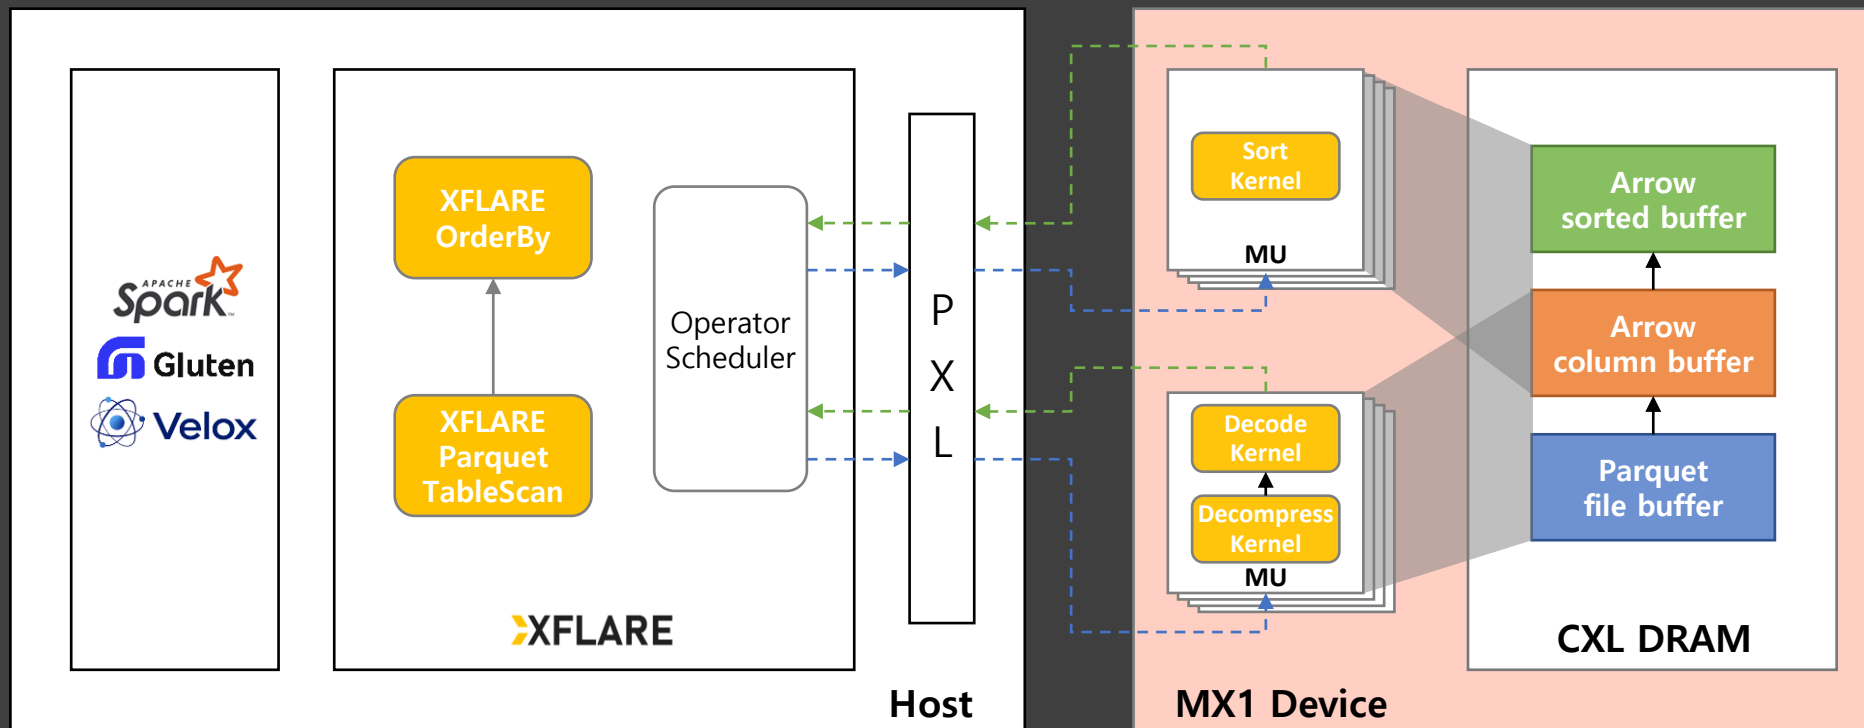 APACHE
Spark
Gluten
Velox
XFLARE
OrderBy
XFLARE
Parquet
TableScan
Operator
Scheduler
XFLARE
P
X
L
Host
Sort
Kernel
MU
Decode
Kernel
Decompress
Kernel
MU
MX1 Device
Arrow
sorted buffer
Arrow
column buffer
Parquet
file buffer
CXL DRAM